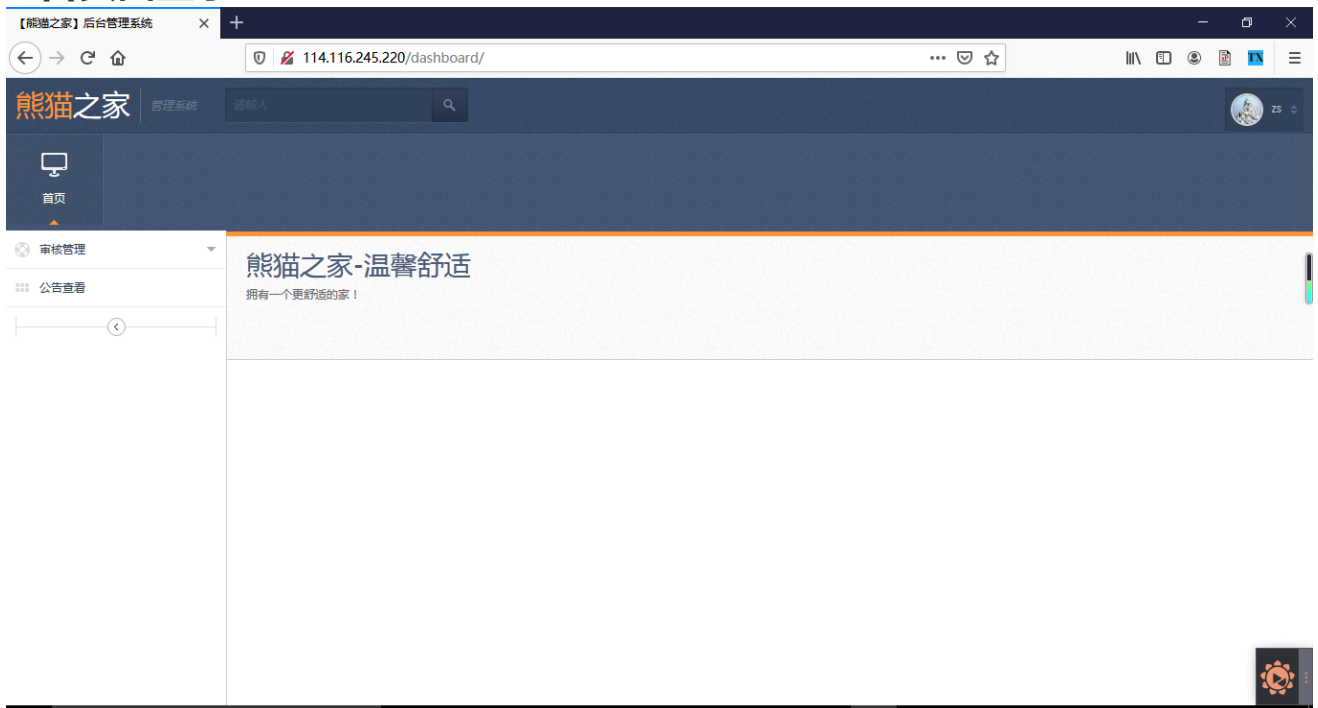 【熊猫之家】后台管理系统
114.116.245.220/dashboard/
熊猫之家 管理系统 请输入 zs
首页
审核管理
公告查看
熊猫之家-温馨舒适
拥有一个更舒适的家！